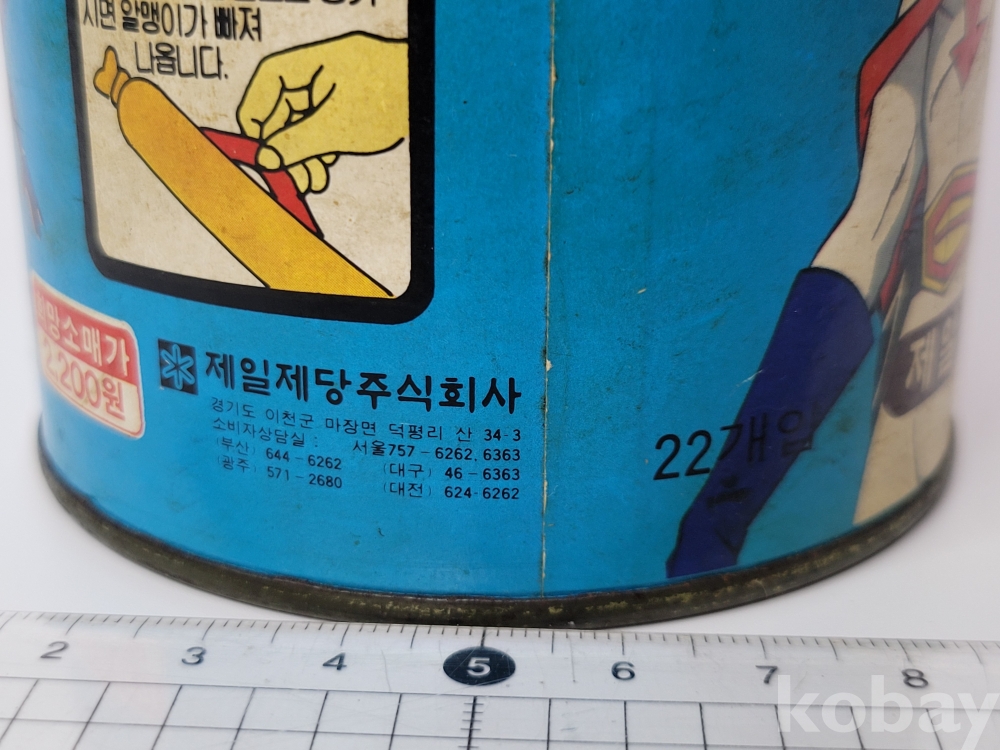 시면 알맹이가 빠져
나옵니다.
소매가
2,200원
제일제당주식회사
경기도 이천군 마장면 덕평리 산 34-3
소비자상담실 : 서울757-6262, 6363
(부산) 644-6262 (대구) 46-6363
(광주) 571-2680 (대전) 624-6262
22개입
제일
2 3 4 5 6 7 8
kobay